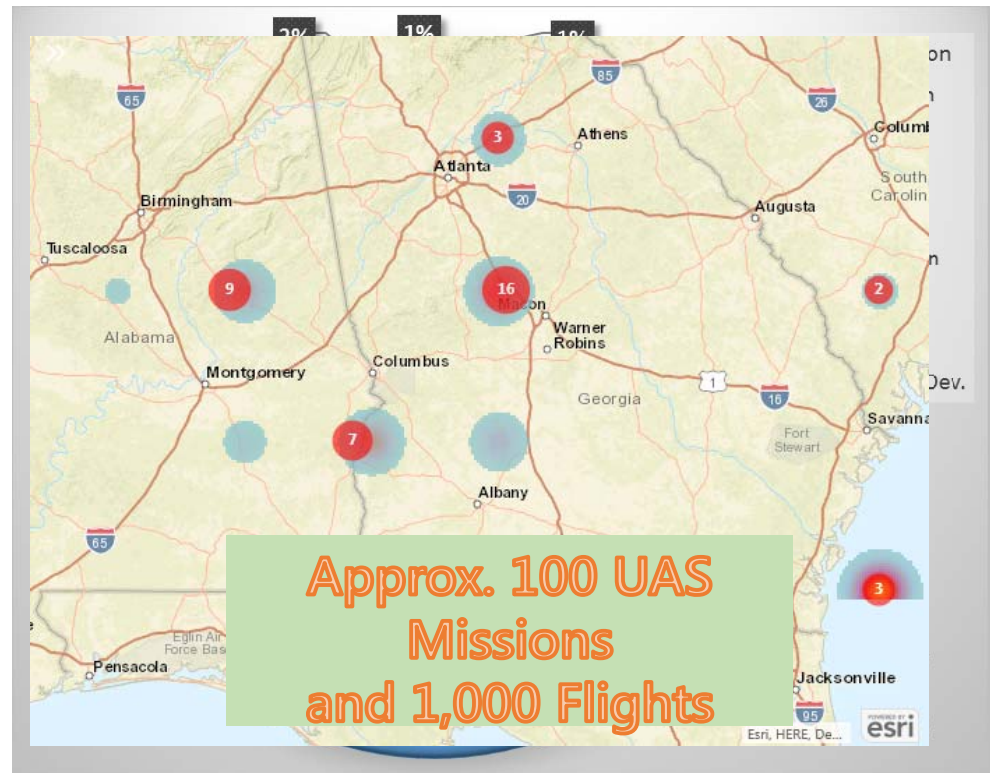 2%
1%
1%
on
»
85
65
26
3
Athens
Columb
Atlanta
South
Carolin
20
Birmingham
Augusta
Tuscaloosa
n
9
16
2
Macon
Warner
Robins
Alabama
Columbus
Montgomery
1
Dev.
16
Georgia
Savanna
7
Fort
Stewart
Albany
65
Approx. 100 UAS
Missions
and 1,000 Flights
3
Eglin Air
Force Bas
Pensacola
Jacksonville
95
POWERED BY
esri
Esri, HERE, De...